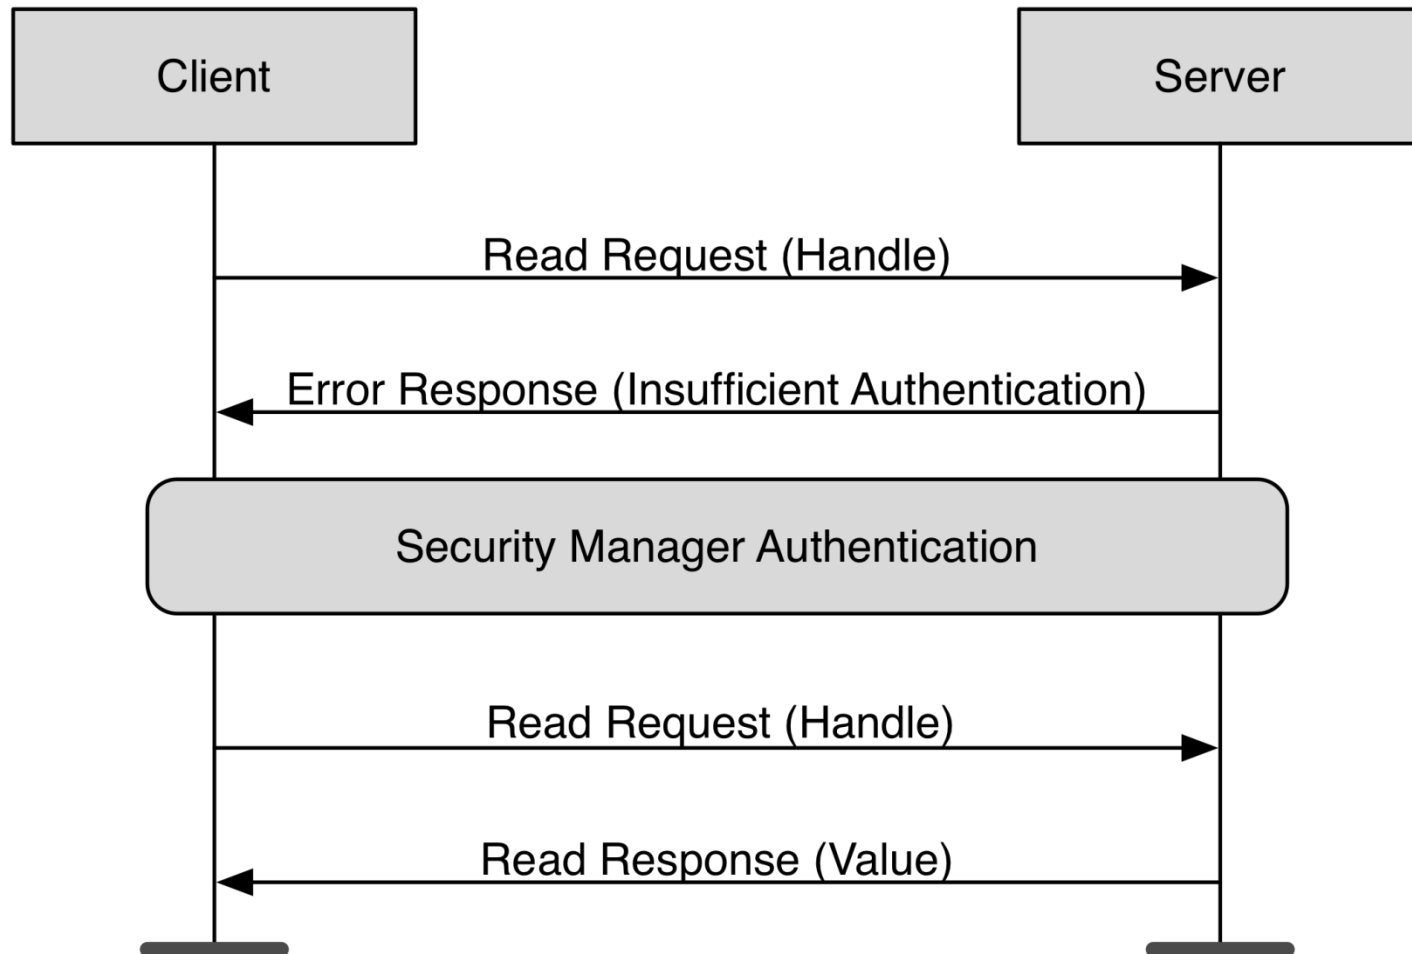 Client
Server
Read Request (Handle)
Error Response (Insufficient Authentication)
Security Manager Authentication
Read Request (Handle)
Read Response (Value)